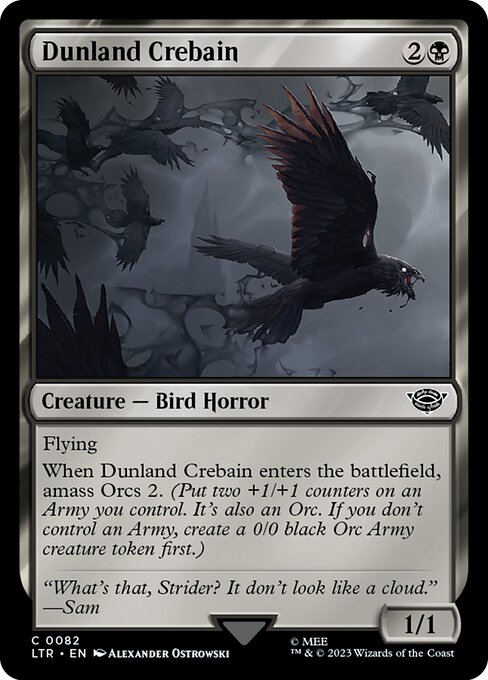 Dunland Crebain 2
Creature — Bird Horror
Flying
When Dunland Crebain enters the battlefield,
amass Orcs 2. (Put two +1/+1 counters on an
Army you control. It's also an Orc. If you don't
control an Army, create a 0/0 black Orc Army
creature token first.)
“What's that, Strider? It don't look like a cloud.”
—Sam
1/1
C 0082
LTR • EN ALEXANDER OSTROWSKI
© MEE
™ & © 2023 Wizards of the Coast